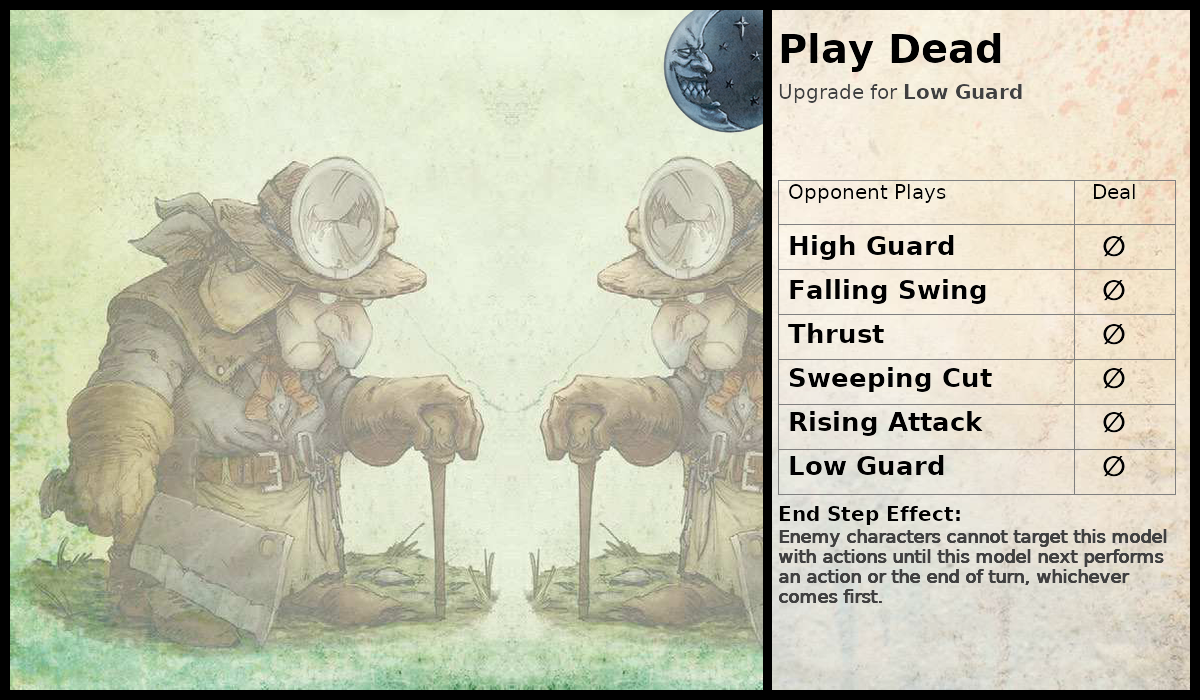 Play Dead
Upgrade for Low Guard
Opponent Plays Deal
High Guard ∅
Falling Swing ∅
Thrust ∅
Sweeping Cut ∅
Rising Attack ∅
Low Guard ∅
End Step Effect:
Enemy characters cannot target this model
with actions until this model next performs
an action or the end of turn, whichever
comes first.